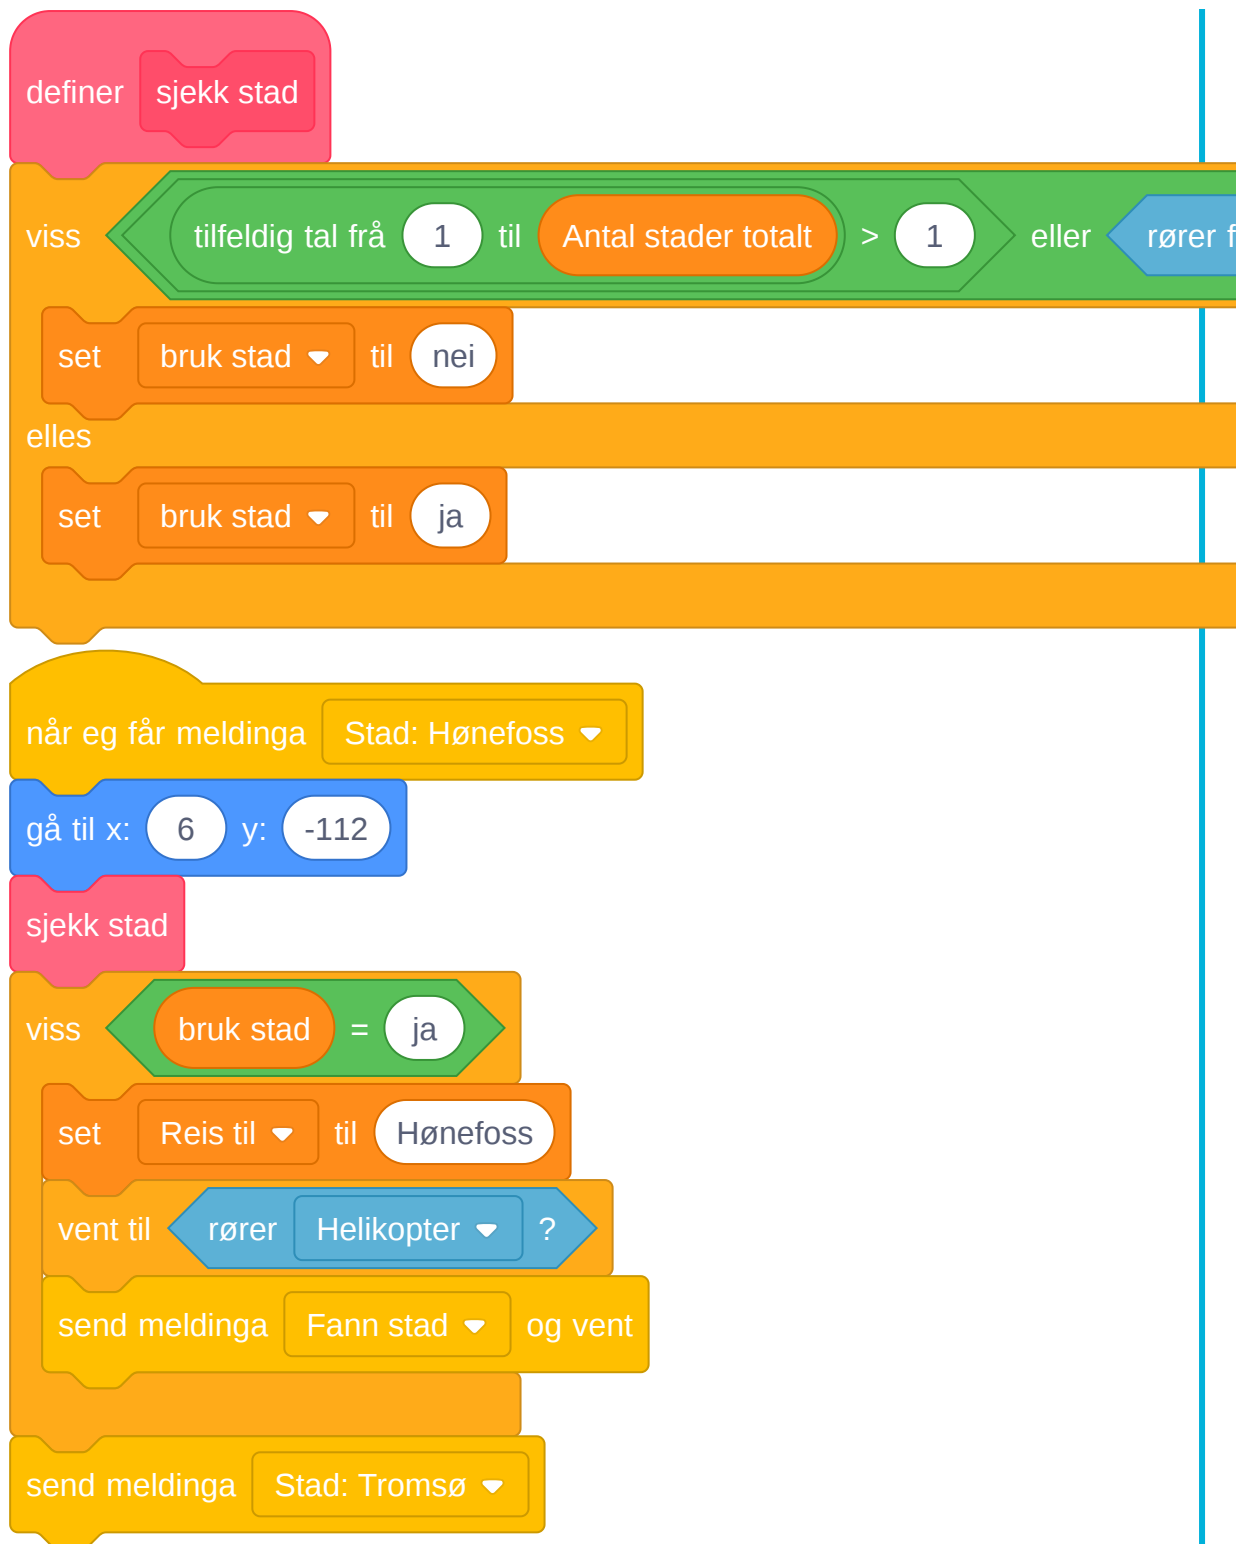 definer sjekk stad
viss tilfeldig tal frå 1 til Antal stader totalt > 1 eller rører
set bruk stad til nei
elles
set bruk stad til ja
når eg får meldinga Stad: Hønefoss
gå til x: 6 y: -112
sjekk stad
viss bruk stad = ja
set Reis til til Hønefoss
vent til rører Helikopter ?
send meldinga Fann stad og vent
send meldinga Stad: Tromsø